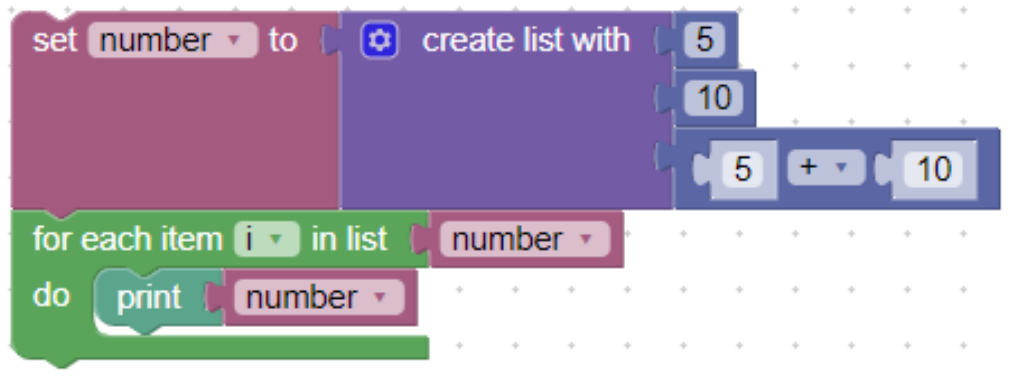 set number to create list with 5
10
5 + 10
for each item i in list number
do print number